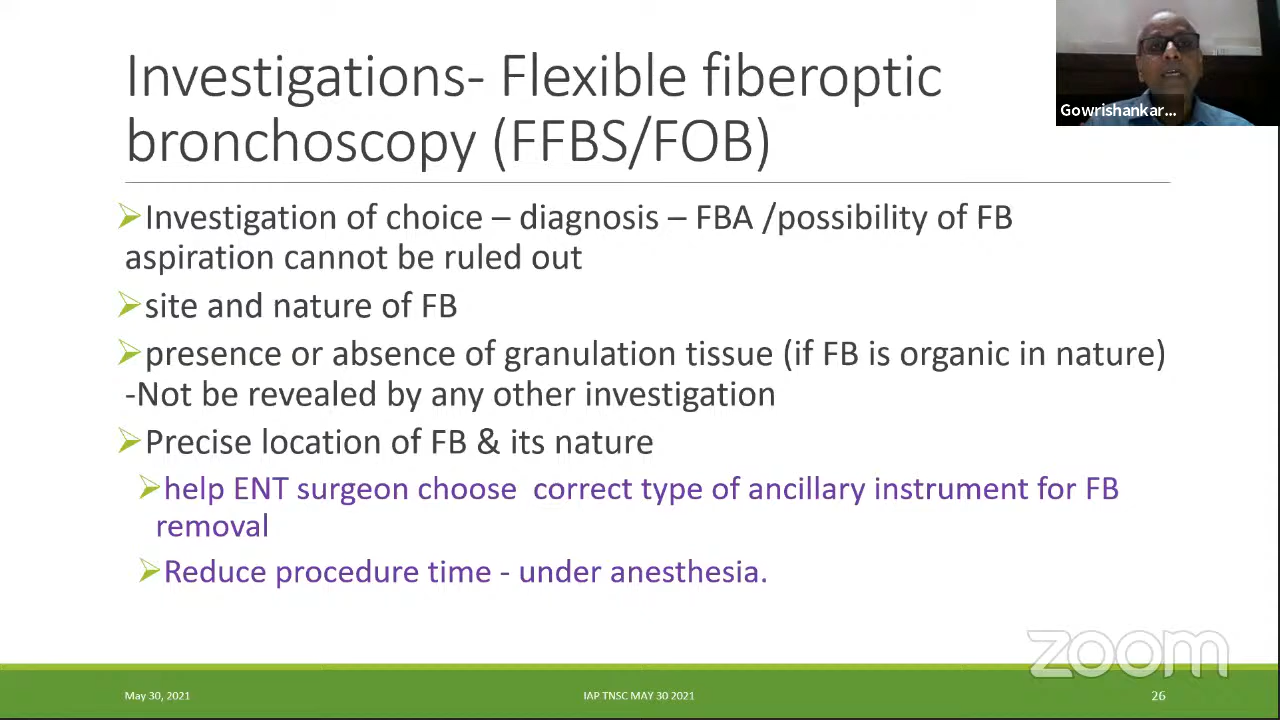 Investigations- Flexible fiberoptic
bronchoscopy (FFBS/FOB)
Gowrishankar...
➢Investigation of choice – diagnosis – FBA /possibility of FB
aspiration cannot be ruled out
➢site and nature of FB
➢presence or absence of granulation tissue (if FB is organic in nature)
-Not be revealed by any other investigation
➢Precise location of FB & its nature
➢help ENT surgeon choose correct type of ancillary instrument for FB
removal
➢Reduce procedure time - under anesthesia.
zoom
May 30, 2021
IAP TNSC MAY 30 2021
26